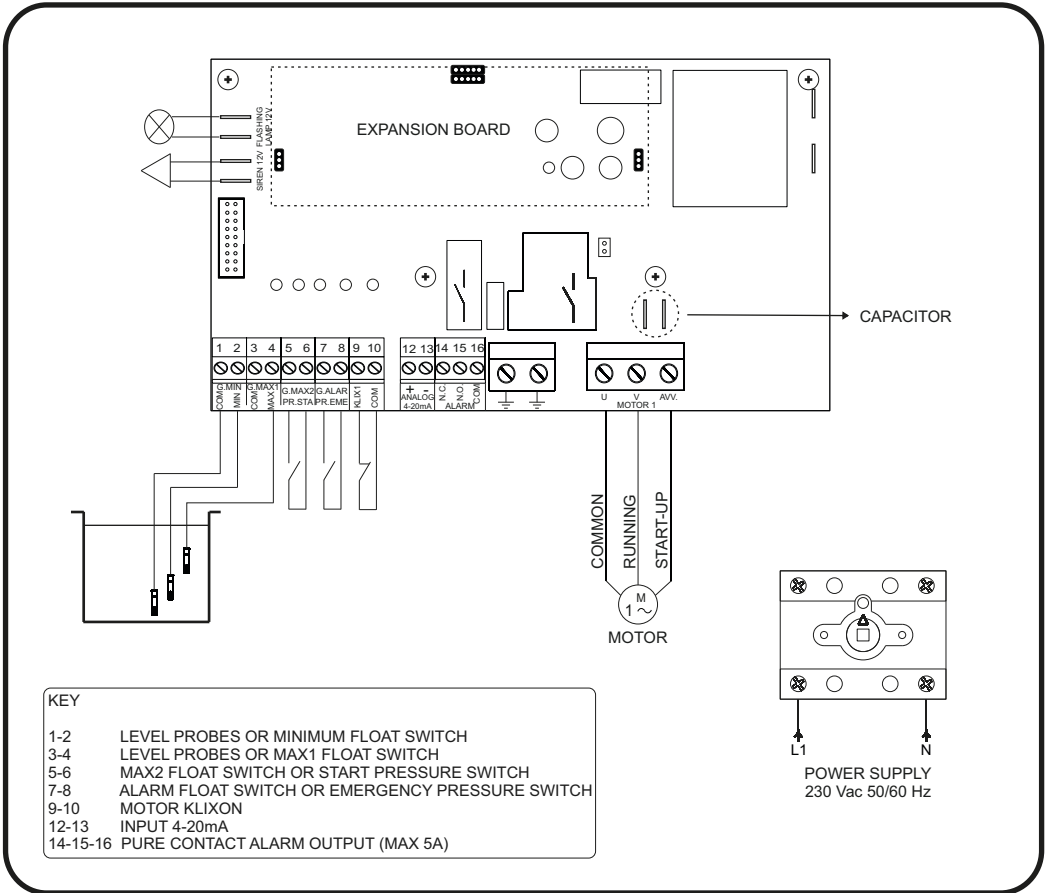 FLASHING
LAMP 12V
SIREN 12V
EXPANSION BOARD
CAPACITOR
1 2 3 4 5 6 7 8 9 10 12 13 14 15 16
G.MIN
COM
MIN
G.MAX1
COM
MAX1
G.MAX2
PR.STA
G.ALAR
PR.EME
KLIX1
COM
+ -
ANALOG
4-20mA
N.C.
N.O.
COM
ALARM
U V AVV.
MOTOR 1
COMMON
RUNNING
START-UP
M
1 ~
MOTOR
L1 N
POWER SUPPLY
230 Vac 50/60 Hz
KEY
1-2 LEVEL PROBES OR MINIMUM FLOAT SWITCH
3-4 LEVEL PROBES OR MAX1 FLOAT SWITCH
5-6 MAX2 FLOAT SWITCH OR START PRESSURE SWITCH
7-8 ALARM FLOAT SWITCH OR EMERGENCY PRESSURE SWITCH
9-10 MOTOR KLIXON
12-13 INPUT 4-20mA
14-15-16 PURE CONTACT ALARM OUTPUT (MAX 5A)